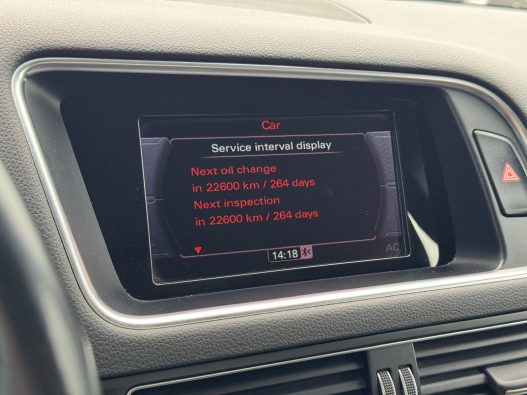 Car
Service interval display
Next oil change
in 22600 km / 264 days
Next inspection
in 22600 km / 264 days
14:18
AC